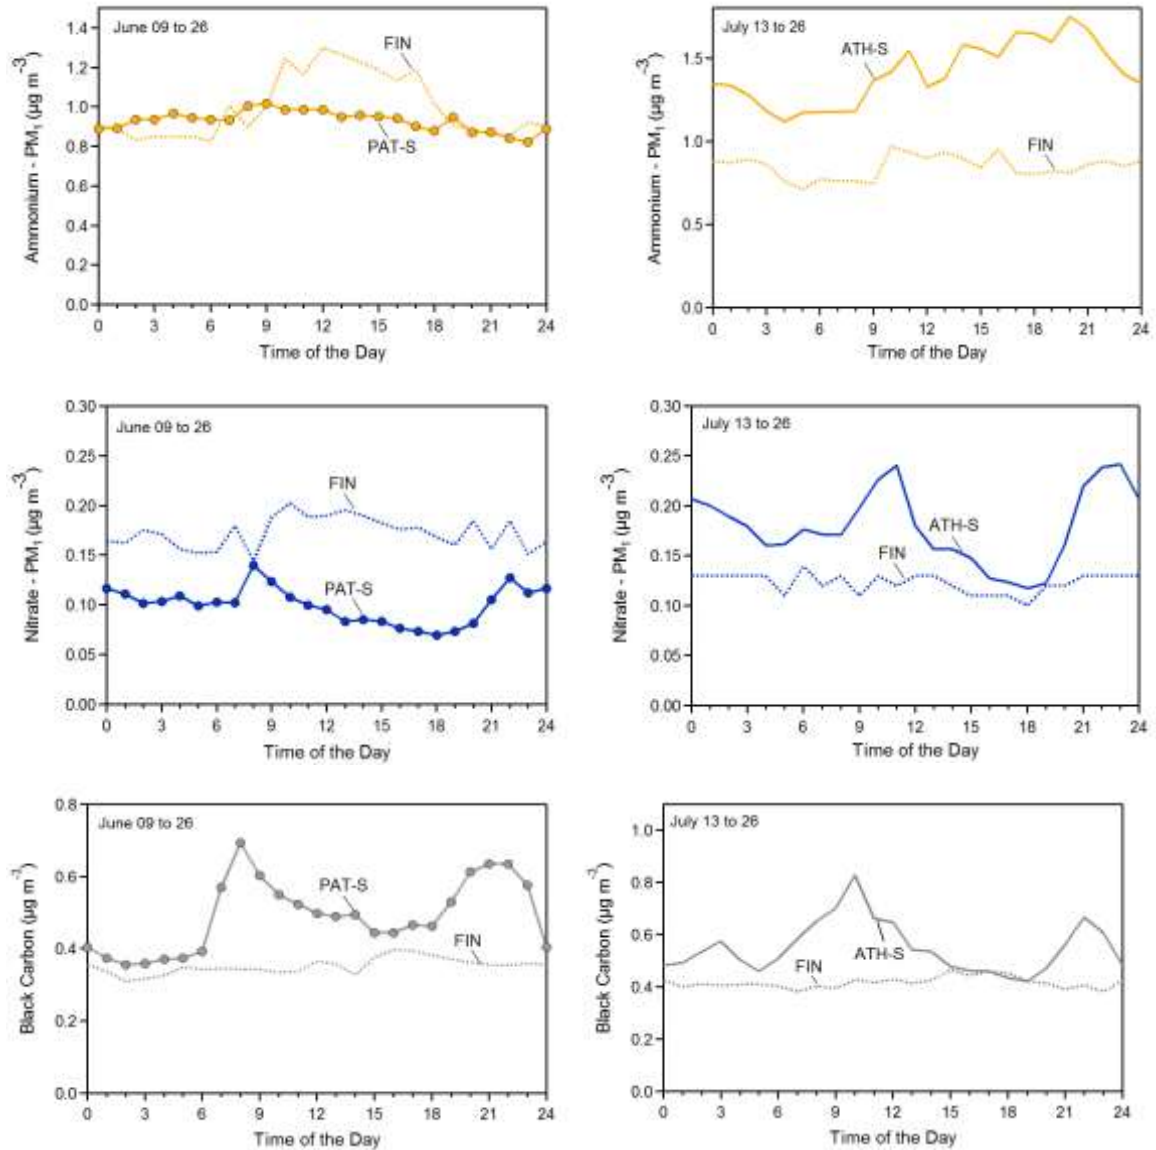 June 09 to 26
FIN
PAT-S
Ammonium - PM₁ (µg m⁻³)
1.4
1.2
1.0
0.8
0.6
0.4
0.2
0.0
0 3 6 9 12 15 18 21 24
Time of the Day
July 13 to 26
ATH-S
FIN
Ammonium - PM₁ (µg m⁻³)
1.5
1.0
0.5
0.0
0 3 6 9 12 15 18 21 24
Time of the Day
June 09 to 26
FIN
PAT-S
Nitrate - PM₁ (µg m⁻³)
0.30
0.25
0.20
0.15
0.10
0.05
0.00
0 3 6 9 12 15 18 21 24
Time of the Day
July 13 to 26
ATH-S
FIN
Nitrate - PM₁ (µg m⁻³)
0.30
0.25
0.20
0.15
0.10
0.05
0.00
0 3 6 9 12 15 18 21 24
Time of the Day
June 09 to 26
PAT-S
FIN
Black Carbon (µg m⁻³)
0.8
0.6
0.4
0.2
0.0
0 3 6 9 12 15 18 21 24
Time of the Day
July 13 to 26
ATH-S
FIN
Black Carbon (µg m⁻³)
1.0
0.8
0.6
0.4
0.2
0.0
0 3 6 9 12 15 18 21 24
Time of the Day